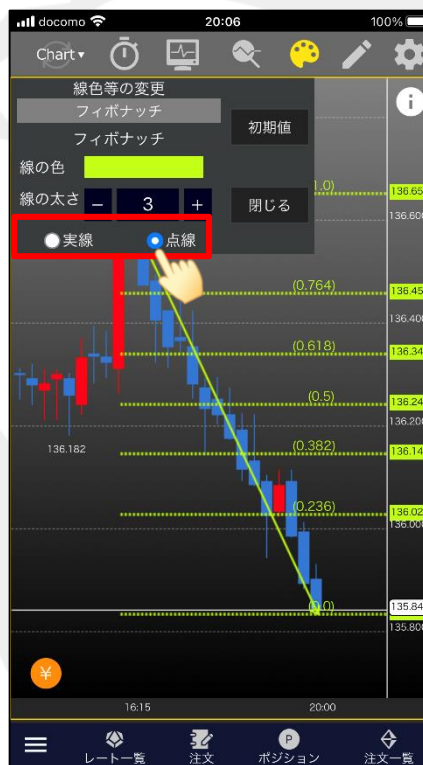 docomo 20:06 100%
Chart▾
線色等の変更
フィボナッチ
フィボナッチ
初期値
線の色
線の太さ － 3 ＋ 閉じる
実線 点線
1.0)
136.65
136.60
(0.764)
136.45
136.40
(0.618)
136.34
(0.5)
136.24
136.20
136.182
(0.382)
136.14
(0.236)
136.02
136.00
(0.0)
135.84
135.80
¥
16:15 20:00
レート一覧 注文 P ポジション 注文一覧